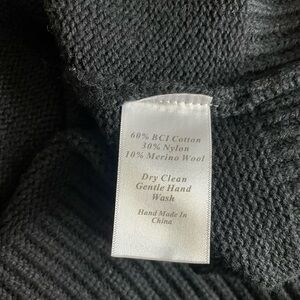 60% BCI Cotton
30% Nylon
10% Merino Wool
Dry Clean
Gentle Hand
Wash
Hand Made In
China